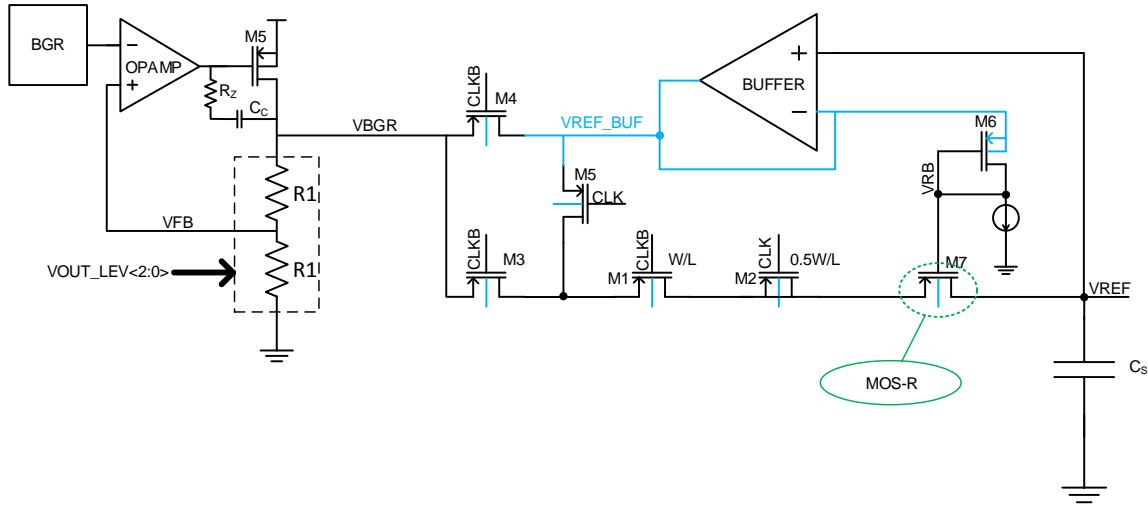 BGR
−
OPAMP
+
M5
RZ
CC
VBGR
CLKB
M4
VREF_BUF
+
BUFFER
−
M6
VRB
R1
VFB
R1
VOUT_LEV<2:0>
M5
CLK
CLKB
M3
CLKB
M1
W/L
CLK
M2
0.5W/L
M7
VREF
MOS-R
CS